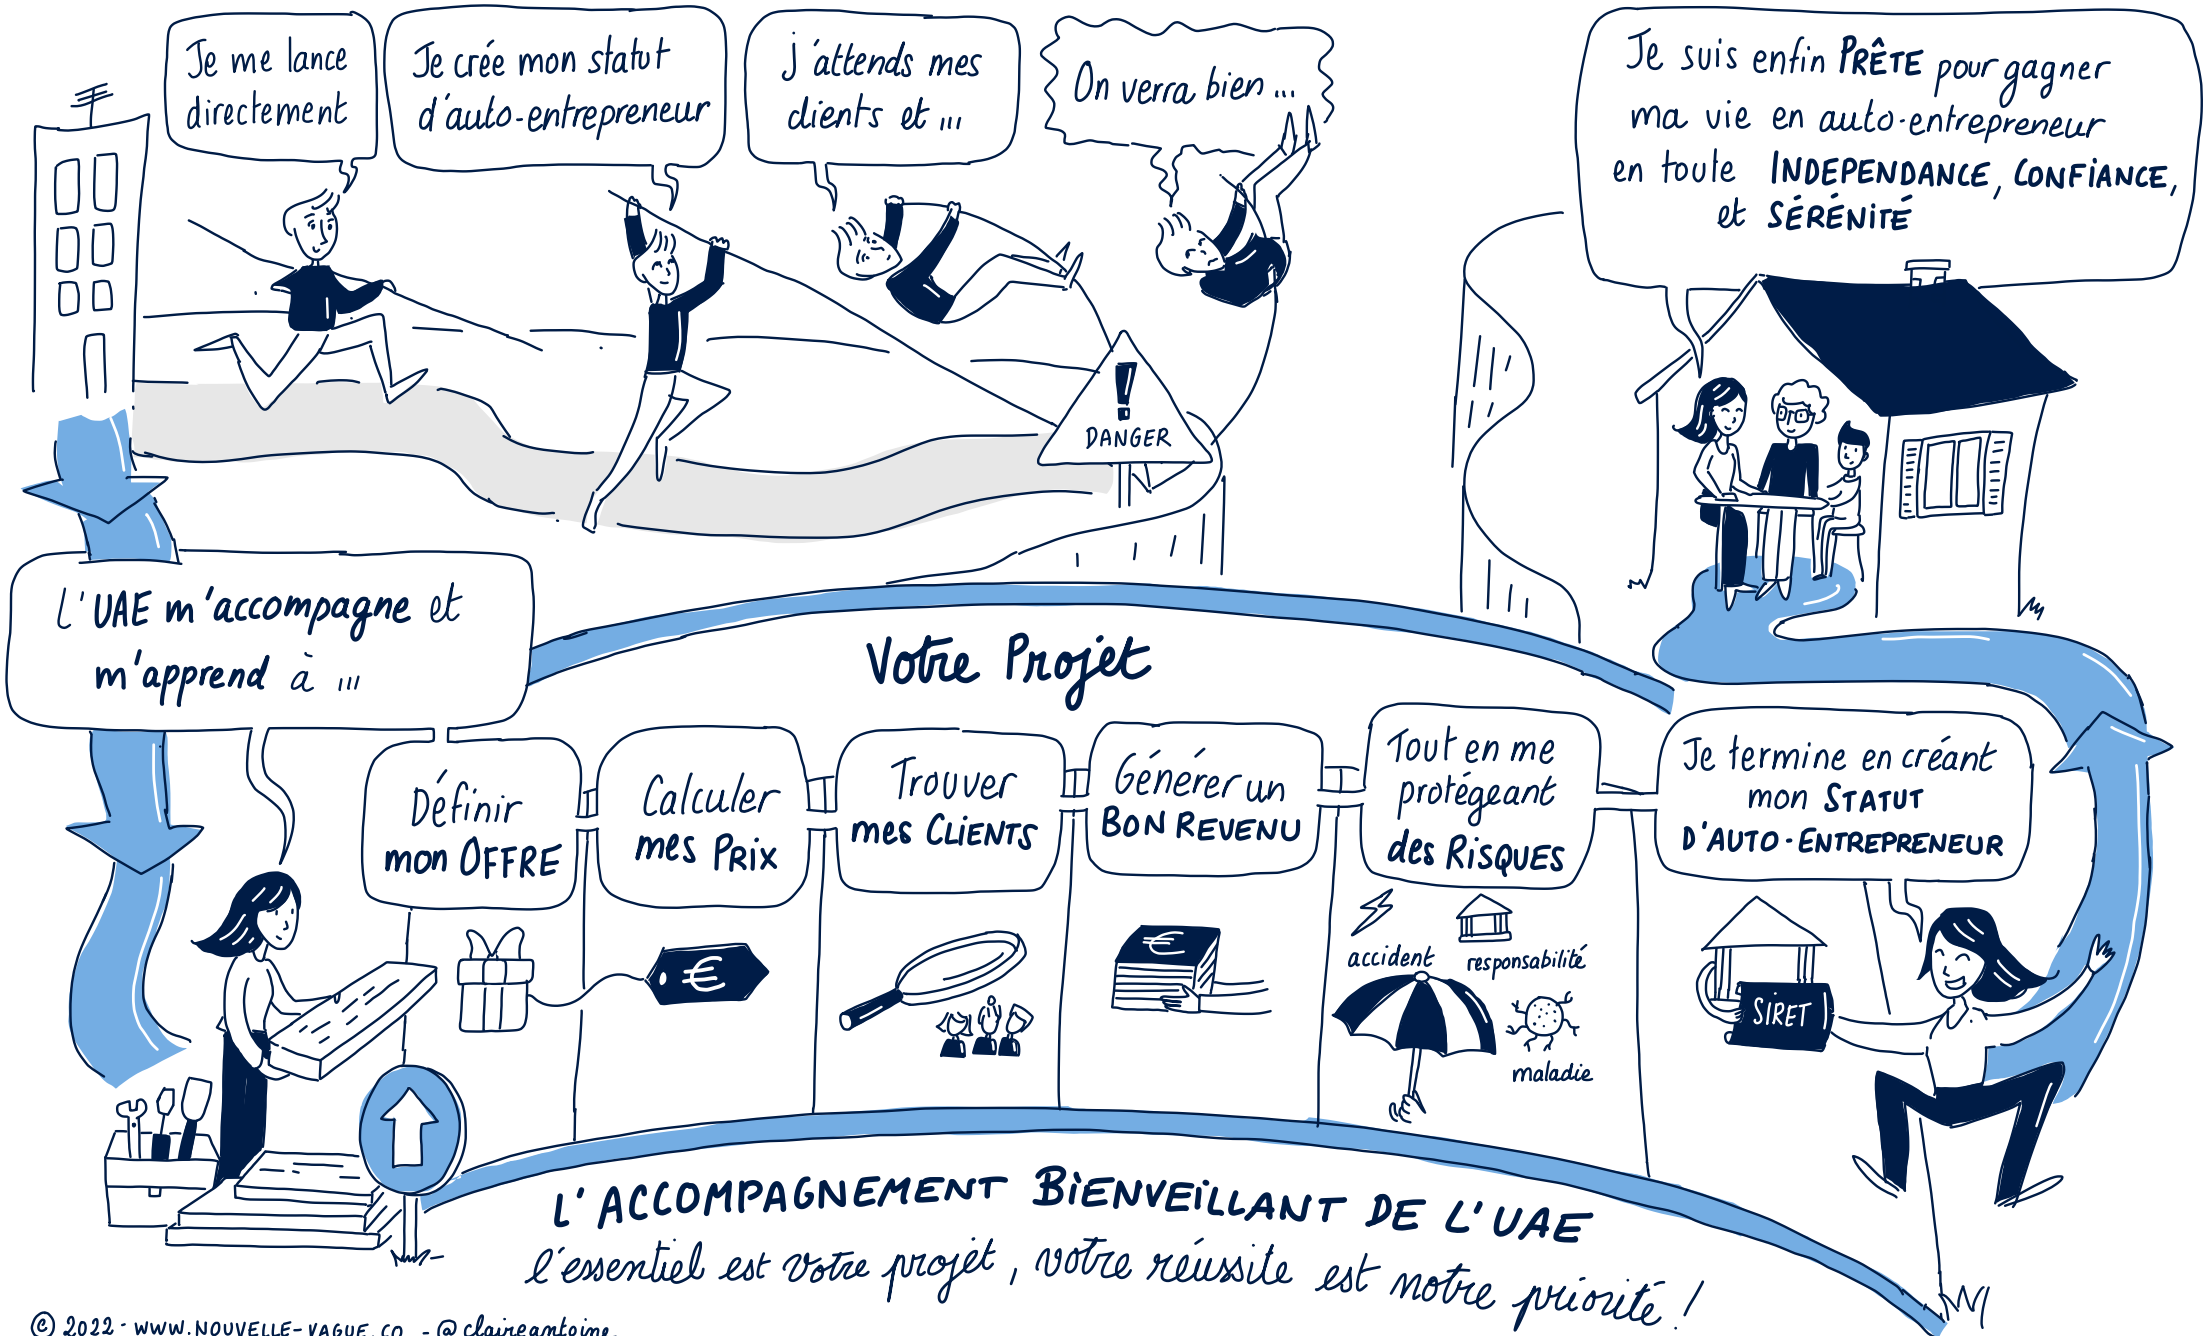 Je me lance
directement
Je crée mon statut
d'auto-entrepreneur
J'attends mes
clients et ...
On verra bien ...
Je suis enfin PRÊTE pour gagner
ma vie en auto-entrepreneur
en toute INDEPENDANCE, CONFIANCE,
et SÉRÉNITÉ
DANGER
L'UAE m'accompagne et
m'apprend à ...
Votre Projet
Définir
mon OFFRE
Calculer
mes PRIX
Trouver
mes CLIENTS
Générer un
BON REVENU
Tout en me
protégeant
des RISQUES
Je termine en créant
mon STATUT
D'AUTO-ENTREPRENEUR
€
€
accident
responsabilité
maladie
SIRET
L'ACCOMPAGNEMENT BIENVEILLANT DE L'UAE
l'essentiel est votre projet, votre réussite est notre priorité !
© 2022 - WWW.NOUVELLE-VAGUE.CO - @claireantoine